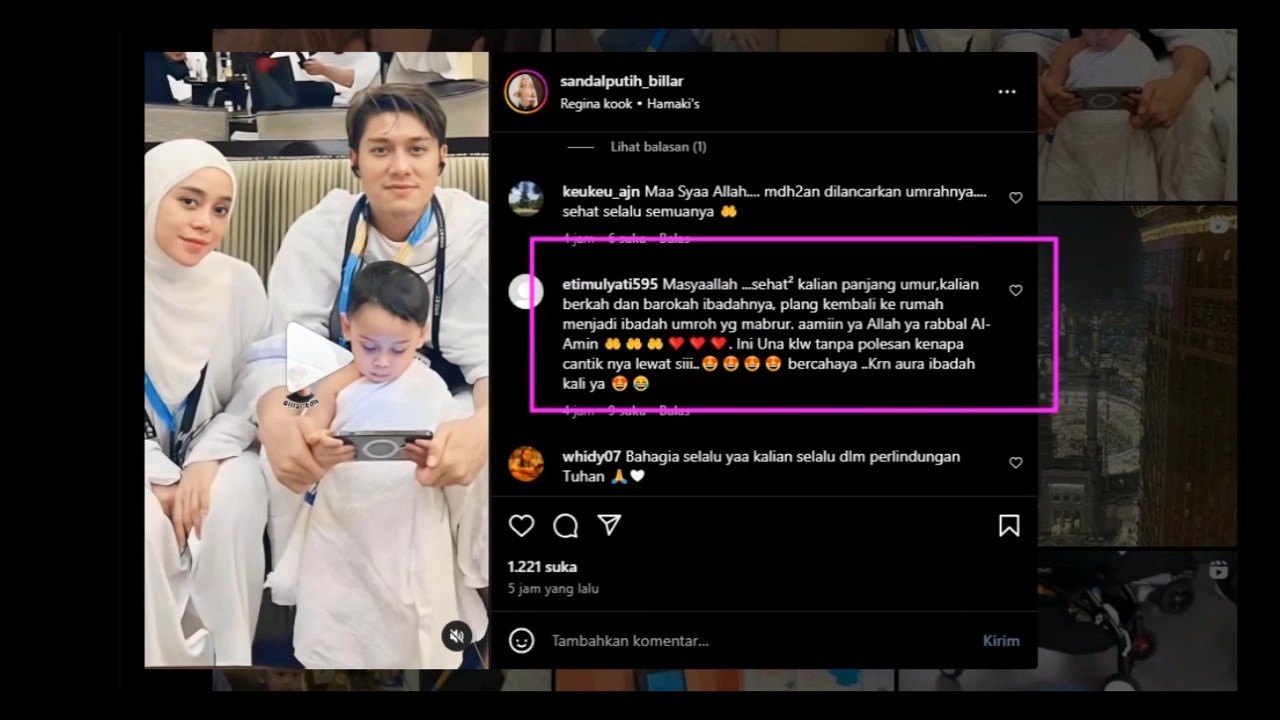 sandalputih_billar
Regina kook • Hamaki's
Lihat balasan (1)
keukeu_ajn Maa Syaa Allah.... mdh2an dilancarkan umrahnya....
sehat selalu semuanya 🤲
4 jam 6 suka Balas
etimulyati595 Masyaallah ...sehat² kalian panjang umur,kalian
berkah dan barokah ibadahnya, plang kembali ke rumah
menjadi ibadah umroh yg mabrur. aamiin ya Allah ya rabbal Al-
Amin 🤲🤲🤲❤️❤️❤️. Ini Una klw tanpa polesan kenapa
cantik nya lewat siii..🤩🤩🤩🤩 bercahaya ..Krn aura ibadah
kali ya 🤩😂
4 jam 9 suka Balas
whidy07 Bahagia selalu yaa kalian selalu dlm perlindungan
Tuhan 🙏🤍
1.221 suka
5 jam yang lalu
Tambahkan komentar...
Kirim
Billar Edit